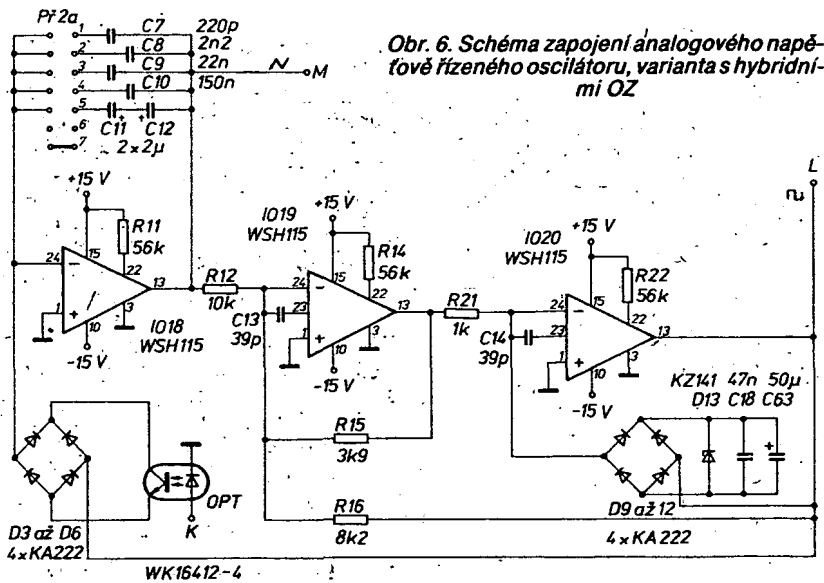 Př2a
1
C7
220p
2
C8
2n2
3
C9
22n
4
C10
150n
5
C11
+
+
C12
6
7
2×2µ
M
Obr. 6. Schéma zapojení analogového napě-
ťově řízeného oscilátoru, varianta s hybridní-
mi OZ
L
+15 V
R11
56k
24
−
15
22
13
1
+
3
10
−15 V
IO18
WSH115
R12
10k
C13
39p
IO19
WSH115
+15 V
R14
56k
24
−
15
22
23
13
1
+
3
10
−15 V
R15
3k9
R16
8k2
R21
1k
C14
39p
IO20
WSH115
+15 V
R22
56k
24
−
15
22
23
13
1
+
3
10
−15 V
KZ141 47n 50µ
D13 C18 C63
+
D9 až 12
4×KA222
OPT
K
D3 až D6
4×KA222
WK16412-4